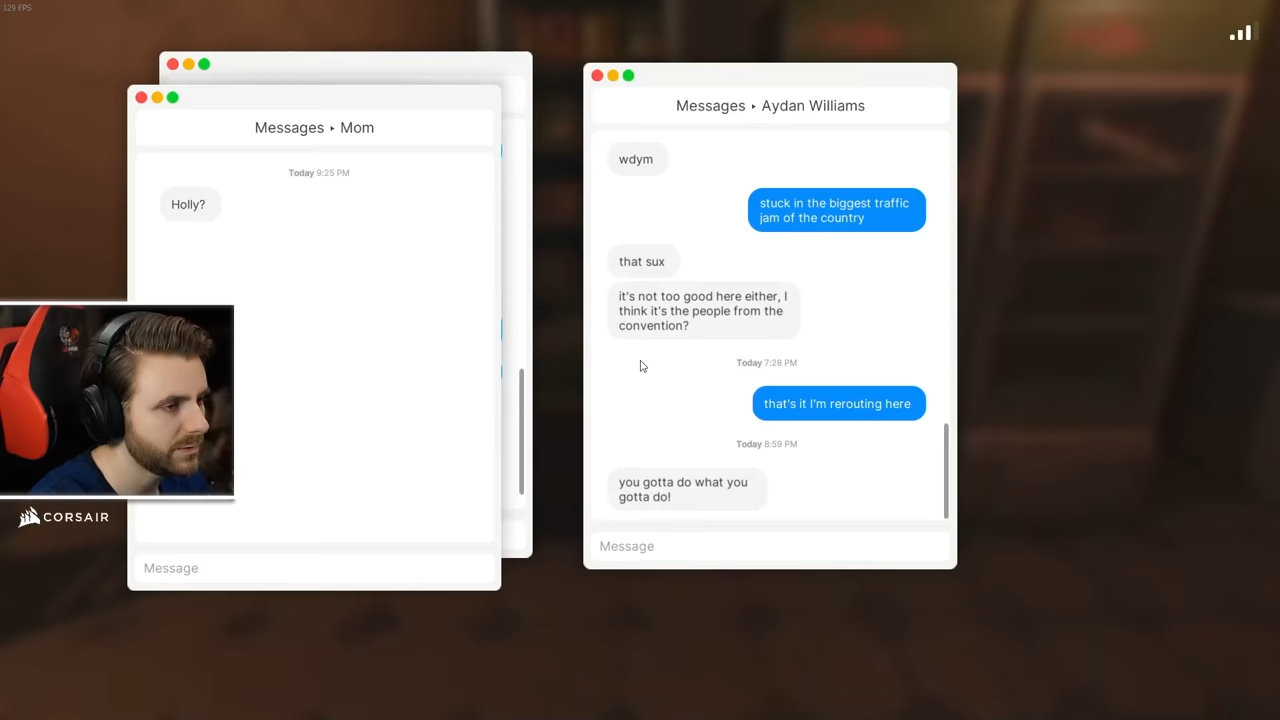 129 FPS
Messages ‣ Mom
Today 9:25 PM
Holly?
Message
CORSAIR
Messages ‣ Aydan Williams
wdym
stuck in the biggest traffic
jam of the country
that sux
it's not too good here either, I
think it's the people from the
convention?
Today 7:28 PM
that's it I'm rerouting here
Today 8:59 PM
you gotta do what you
gotta do!
Message